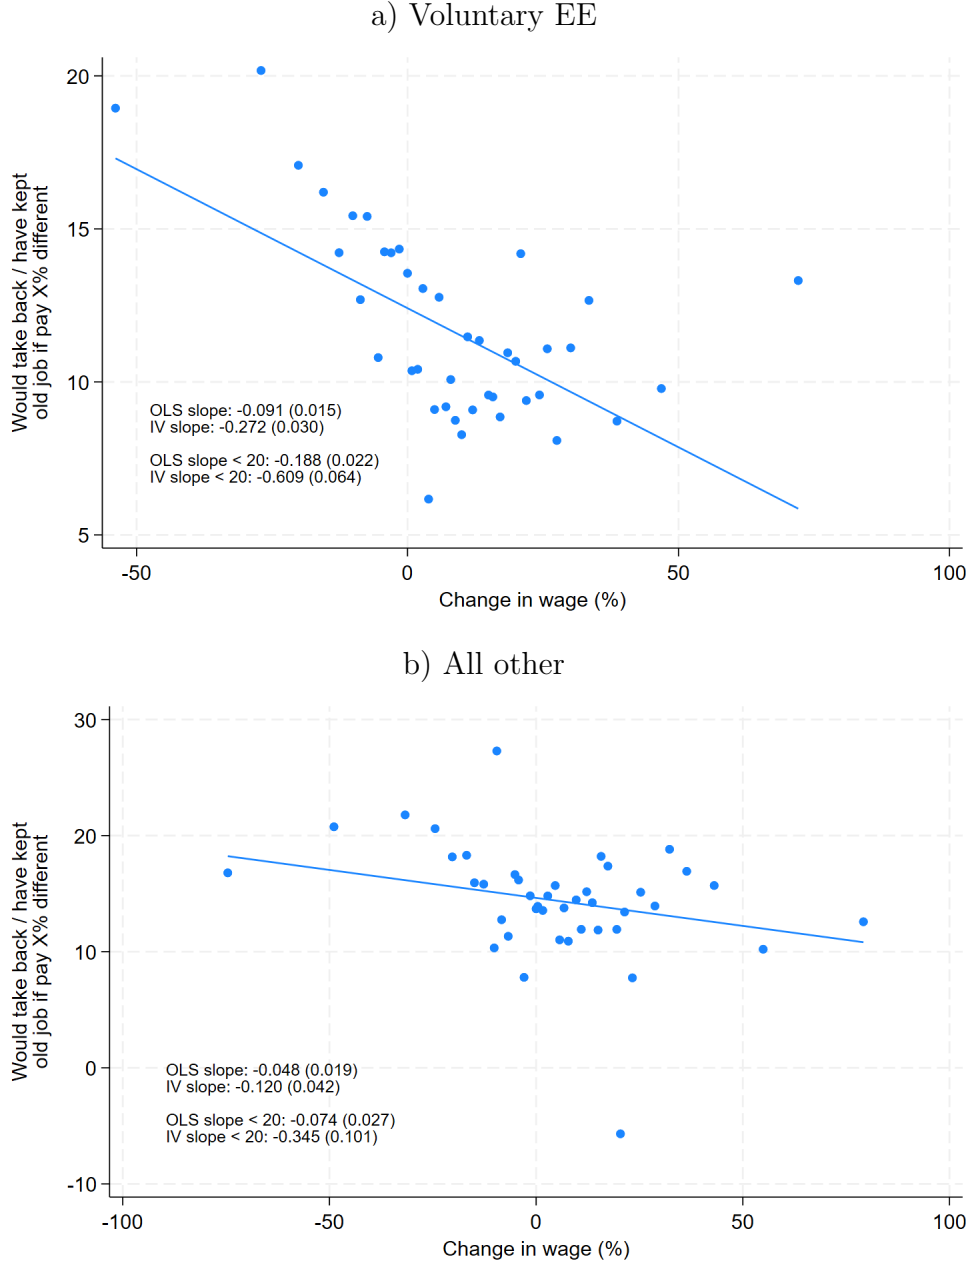 a) Voluntary EE
20
15
10
5
Would take back / have kept
old job if pay X% different
OLS slope: -0.091 (0.015)
IV slope: -0.272 (0.030)
OLS slope < 20: -0.188 (0.022)
IV slope < 20: -0.609 (0.064)
-50
0
50
100
Change in wage (%)
b) All other
30
20
10
0
-10
Would take back / have kept
old job if pay X% different
OLS slope: -0.048 (0.019)
IV slope: -0.120 (0.042)
OLS slope < 20: -0.074 (0.027)
IV slope < 20: -0.345 (0.101)
-100
-50
0
50
100
Change in wage (%)